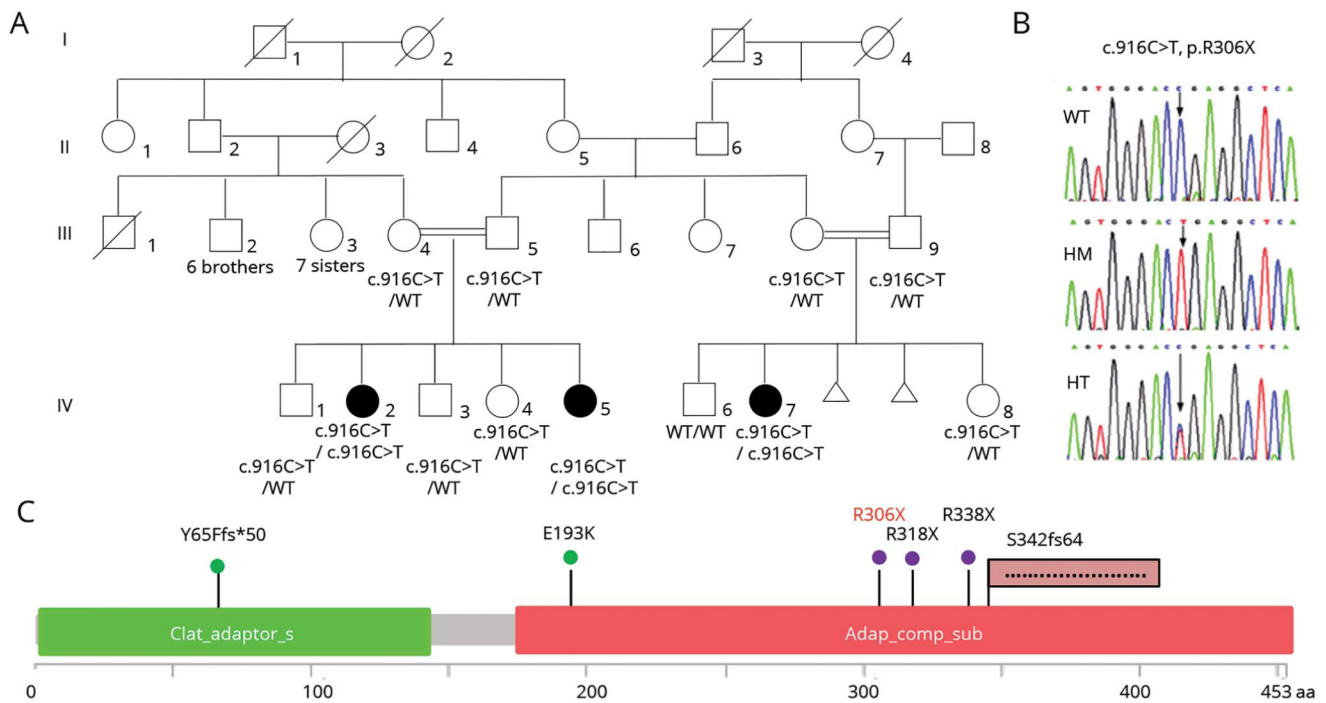 A
B
I
1
2
3
4
c.916C>T, p.R306X
A G T G G G A C C G A G G C T C A
WT
II
1
2
3
4
5
6
7
8
A G T G G G A C T G A G G C T C A
HM
III
1
2
3
4
5
6
7
9
6 brothers
7 sisters
c.916C>T
/WT
c.916C>T
/WT
c.916C>T
/WT
c.916C>T
/WT
HT
IV
1
2
3
4
5
6
7
8
c.916C>T
/WT
c.916C>T
/ c.916C>T
c.916C>T
/WT
c.916C>T
/WT
c.916C>T
/ c.916C>T
WT/WT
c.916C>T
/ c.916C>T
c.916C>T
/WT
C
Y65Ffs*50
E193K
R306X
R318X
R338X
S342fs64
Clat_adaptor_s
Adap_comp_sub
0 100 200 300 400 453 aa